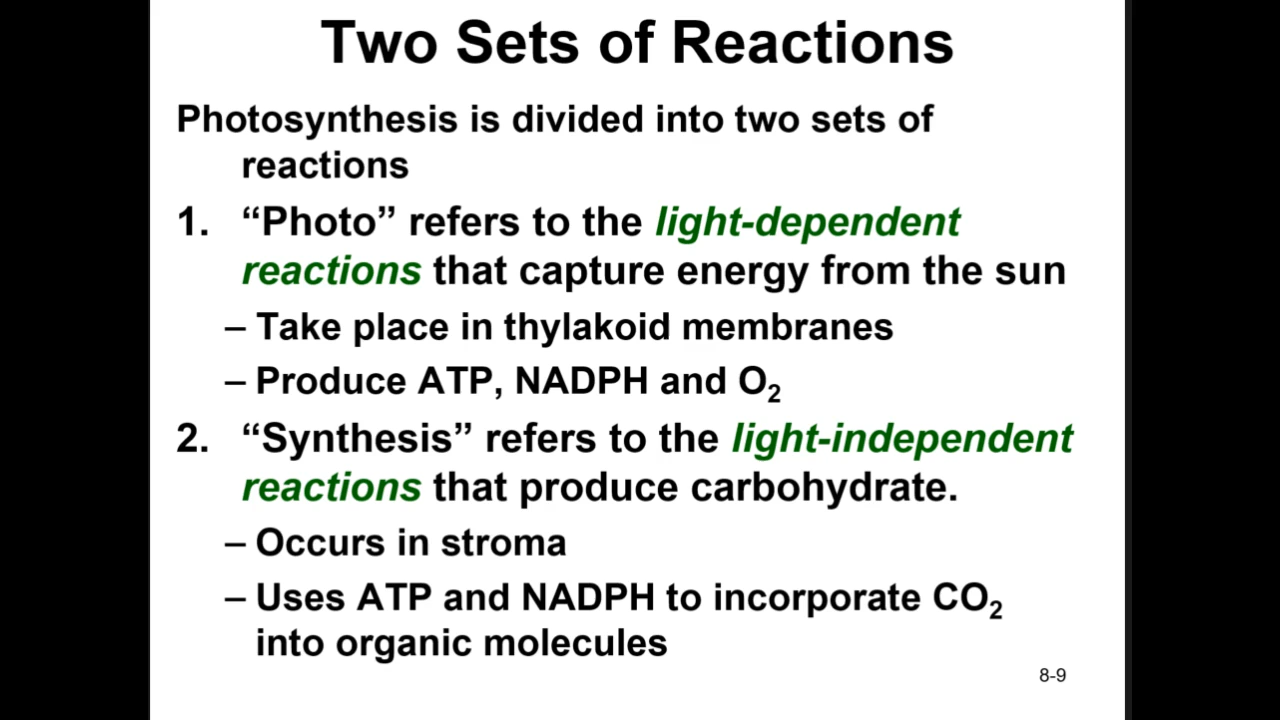 Two Sets of Reactions
Photosynthesis is divided into two sets of
reactions
1. “Photo” refers to the light-dependent
reactions that capture energy from the sun
– Take place in thylakoid membranes
– Produce ATP, NADPH and O₂
2. “Synthesis” refers to the light-independent
reactions that produce carbohydrate.
– Occurs in stroma
– Uses ATP and NADPH to incorporate CO₂
into organic molecules
8-9